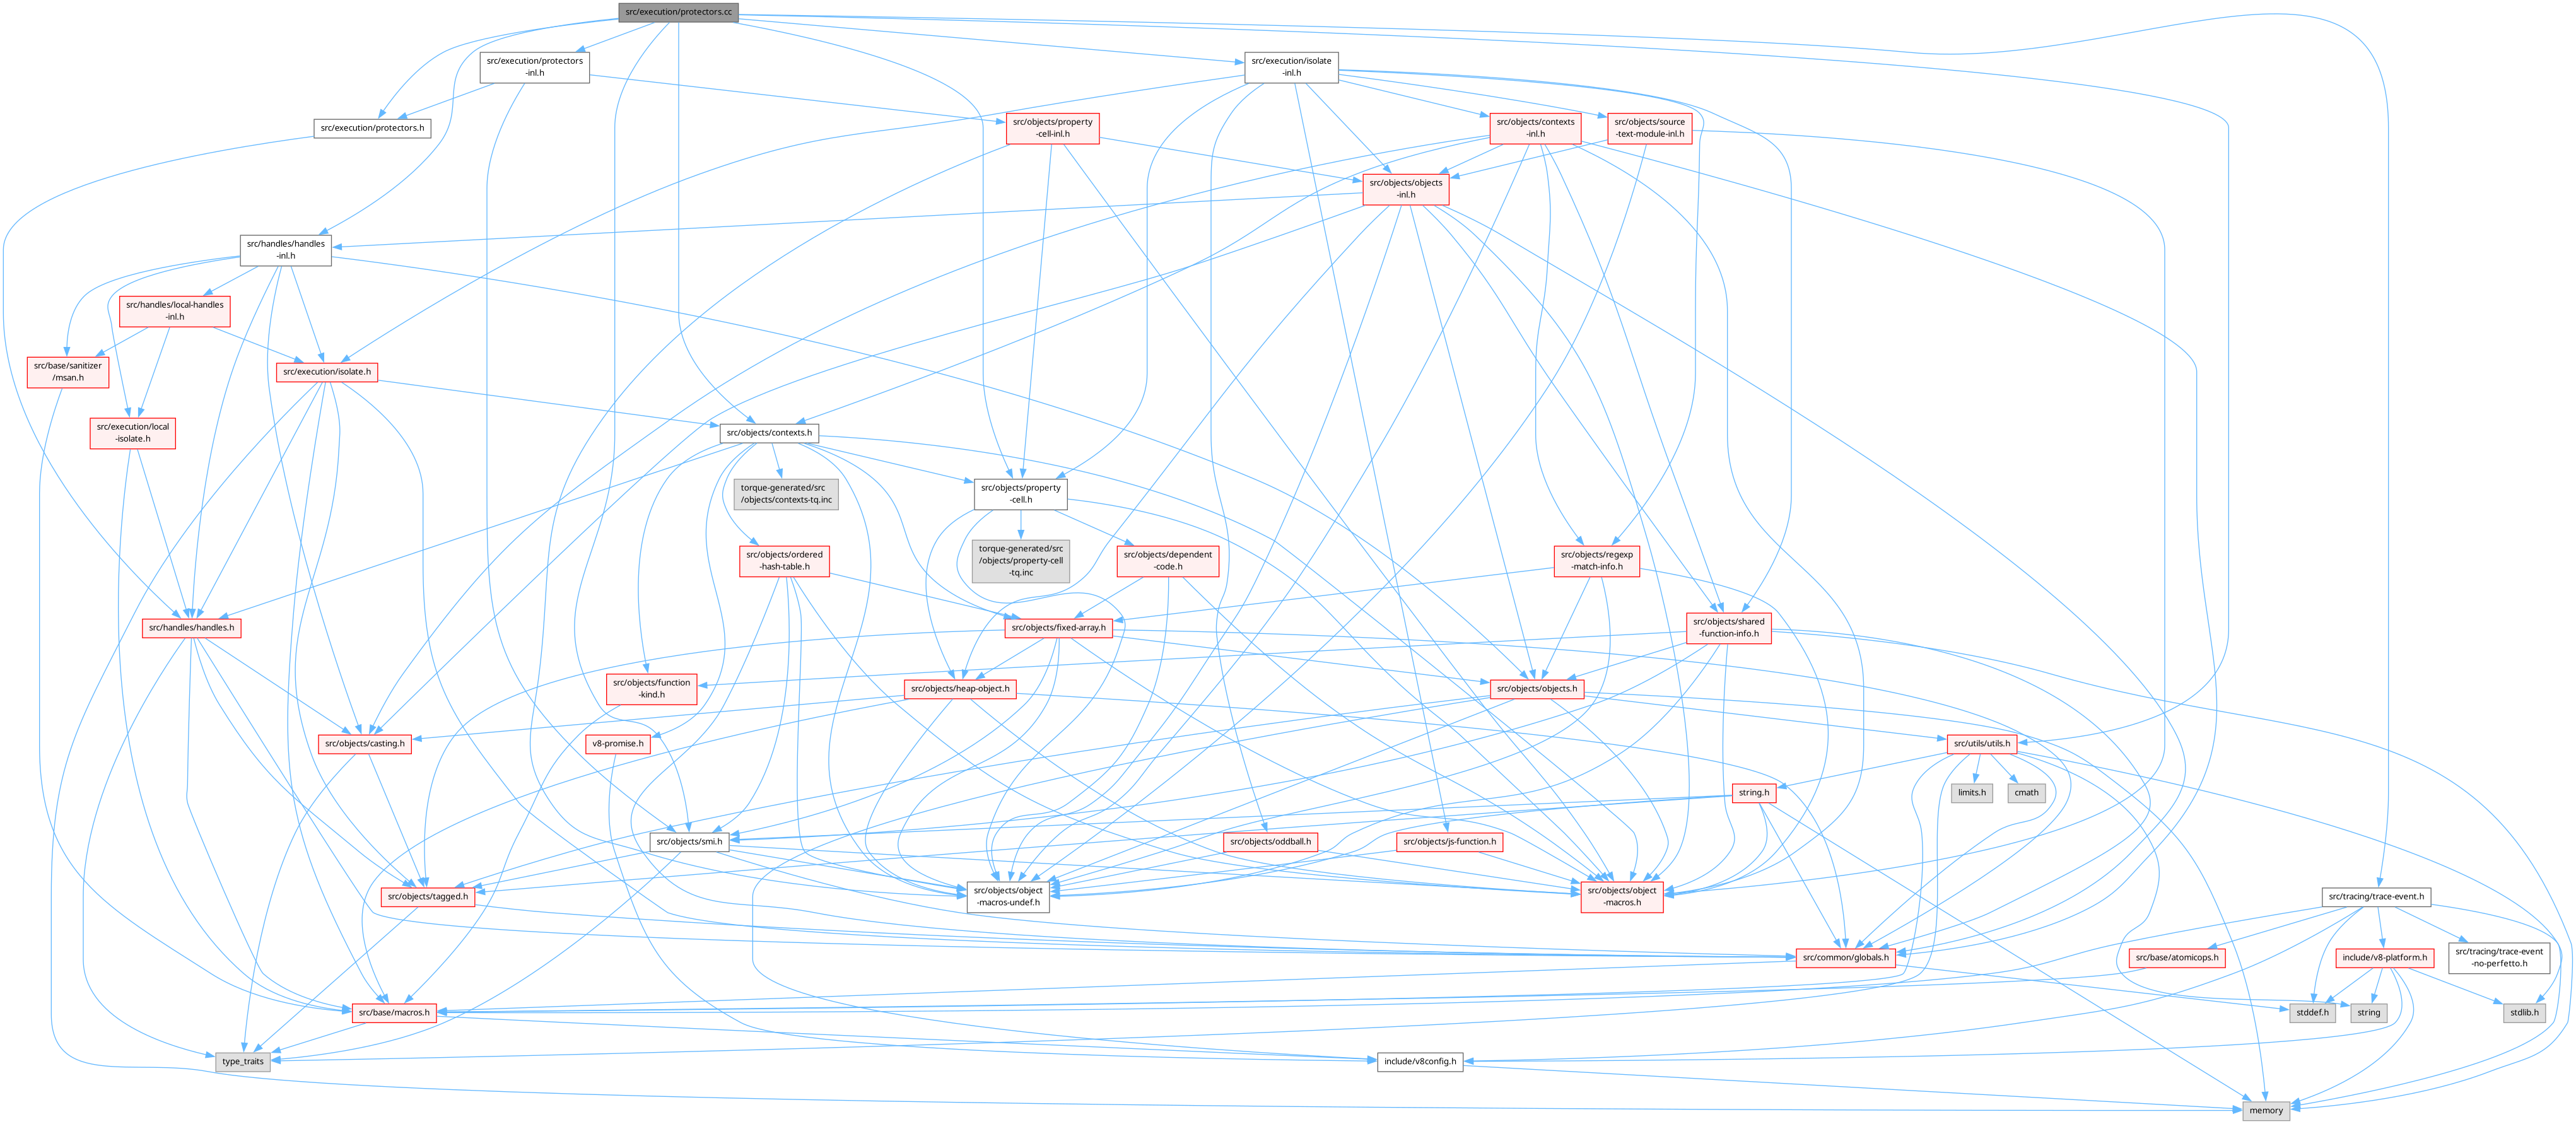 src/execution/protectors.cc
src/execution/protectors
-inl.h
src/execution/isolate
-inl.h
src/execution/protectors.h
src/objects/property
-cell-inl.h
src/objects/contexts
-inl.h
src/objects/source
-text-module-inl.h
src/objects/objects
-inl.h
src/handles/handles
-inl.h
src/handles/local-handles
-inl.h
src/base/sanitizer
/msan.h
src/execution/isolate.h
src/execution/local
-isolate.h
src/objects/contexts.h
torque-generated/src
/objects/contexts-tq.inc
src/objects/property
-cell.h
src/objects/ordered
-hash-table.h
torque-generated/src
/objects/property-cell
-tq.inc
src/objects/dependent
-code.h
src/objects/regexp
-match-info.h
src/handles/handles.h
src/objects/fixed-array.h
src/objects/shared
-function-info.h
src/objects/function
-kind.h
src/objects/heap-object.h
src/objects/objects.h
src/objects/casting.h
v8-promise.h
src/utils/utils.h
string.h
limits.h
cmath
src/objects/smi.h
src/objects/oddball.h
src/objects/js-function.h
src/objects/tagged.h
src/objects/object
-macros-undef.h
src/objects/object
-macros.h
src/tracing/trace-event.h
src/common/globals.h
src/base/atomicops.h
include/v8-platform.h
src/tracing/trace-event
-no-perfetto.h
src/base/macros.h
stddef.h
string
stdlib.h
type_traits
include/v8config.h
memory